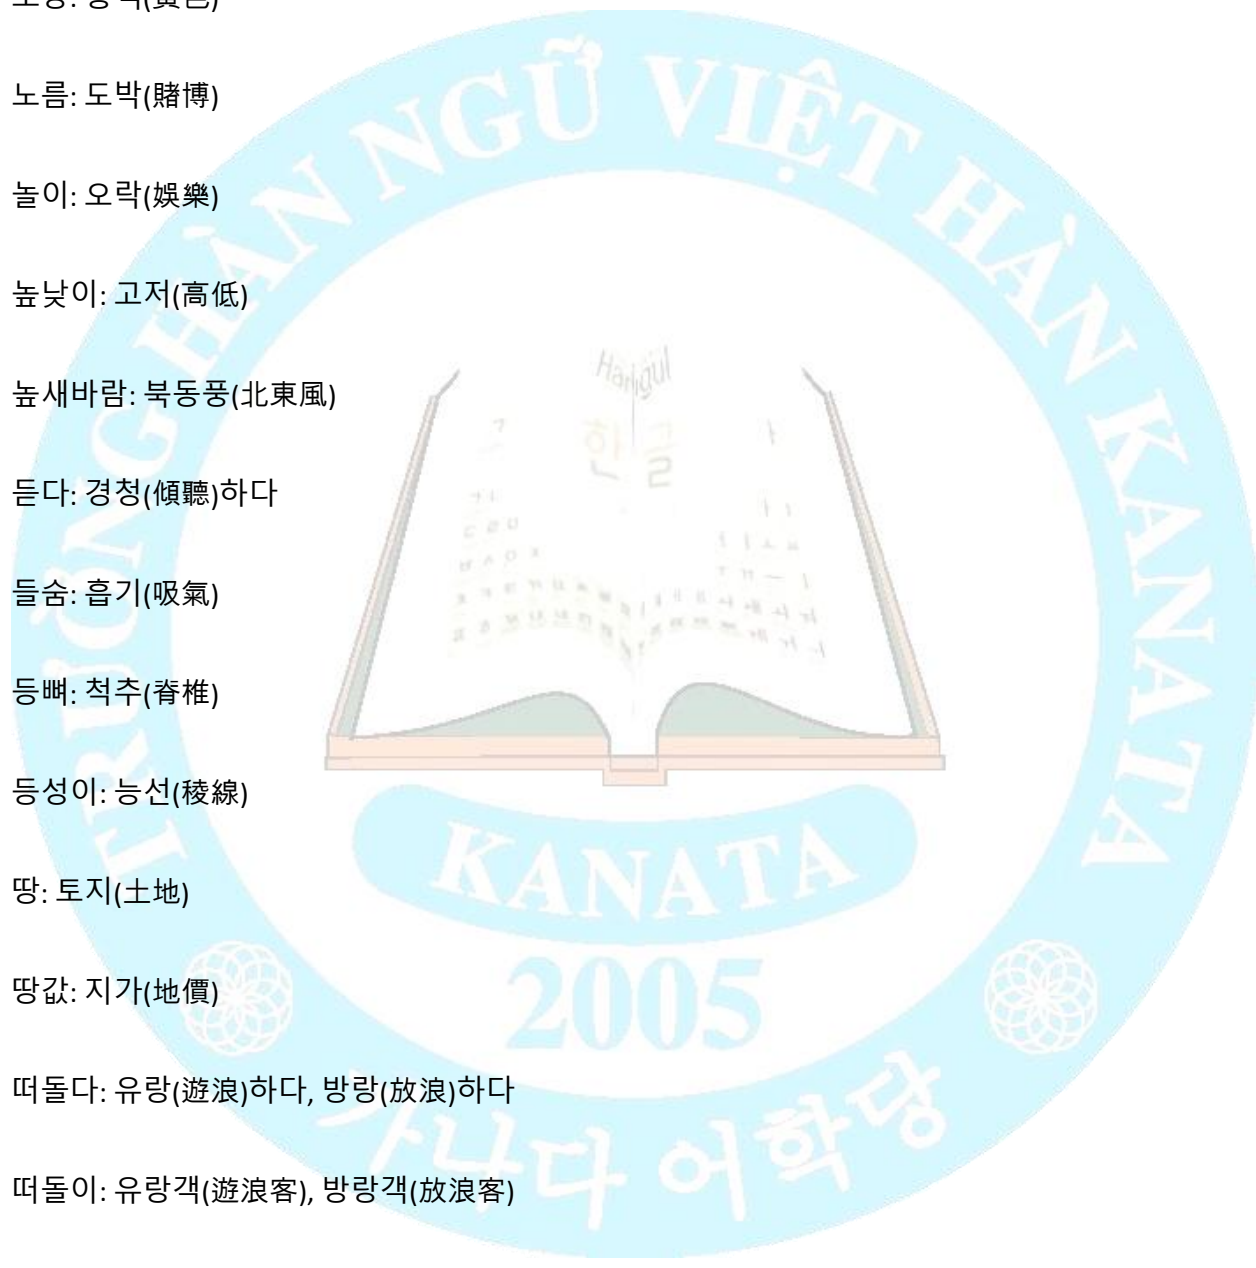 노름: 도박(賭博)
놀이: 오락(娛樂)
높낮이: 고저(高低)
높새바람: 북동풍(北東風)
듣다: 경청(傾聽)하다
들숨: 흡기(吸氣)
등뼈: 척추(脊椎)
등성이: 능선(稜線)
땅: 토지(土地)
땅값: 지가(地價)
떠돌다: 유랑(遊浪)하다, 방랑(放浪)하다
떠돌이: 유랑객(遊浪客), 방랑객(放浪客)
TRƯỜNG HÀN NGỮ VIỆT HÀN KANATA
Hangul
한글
KANATA
2005
가나다 어학당